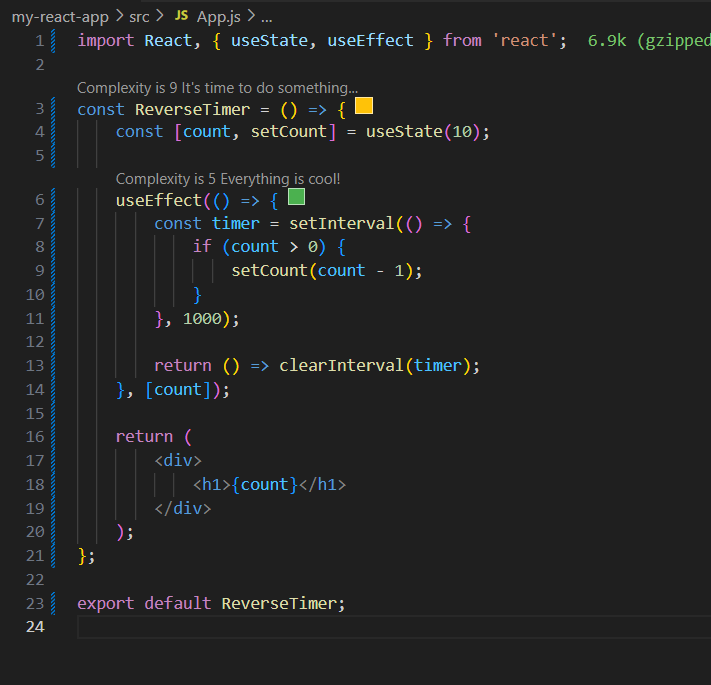 my-react-app > src > JS App.js > ...
1 import React, { useState, useEffect } from 'react'; 6.9k (gzipped
2
Complexity is 9 It's time to do something...
3 const ReverseTimer = () => {
4 const [count, setCount] = useState(10);
5
Complexity is 5 Everything is cool!
6 useEffect(() => {
7 const timer = setInterval(() => {
8 if (count > 0) {
9 setCount(count - 1);
10 }
11 }, 1000);
12
13 return () => clearInterval(timer);
14 }, [count]);
15
16 return (
17 <div>
18 <h1>{count}</h1>
19 </div>
20 );
21 };
22
23 export default ReverseTimer;
24